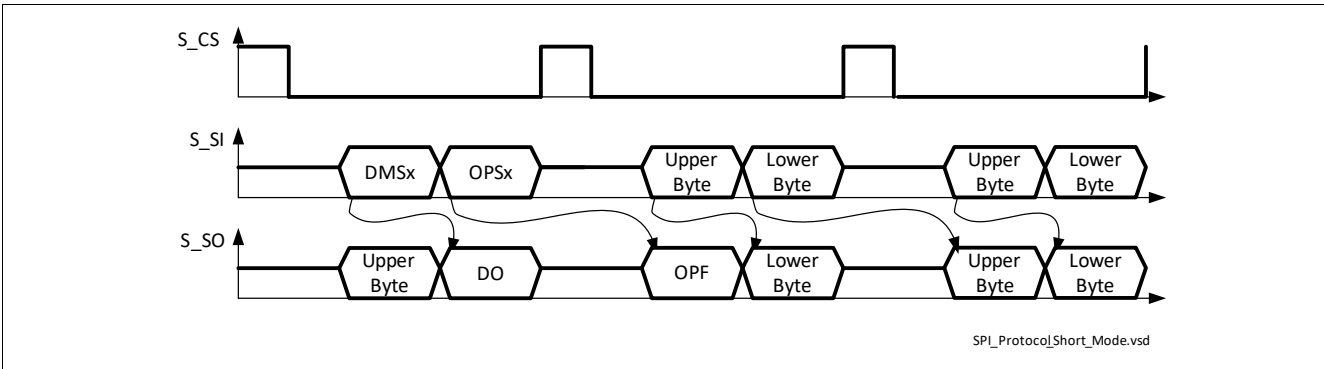 S_CS
S_SI
DMSx
OPSx
Upper
Byte
Lower
Byte
Upper
Byte
Lower
Byte
S_SO
Upper
Byte
DO
OPF
Lower
Byte
Upper
Byte
Lower
Byte
SPI_Protocol_Short_Mode.vsd